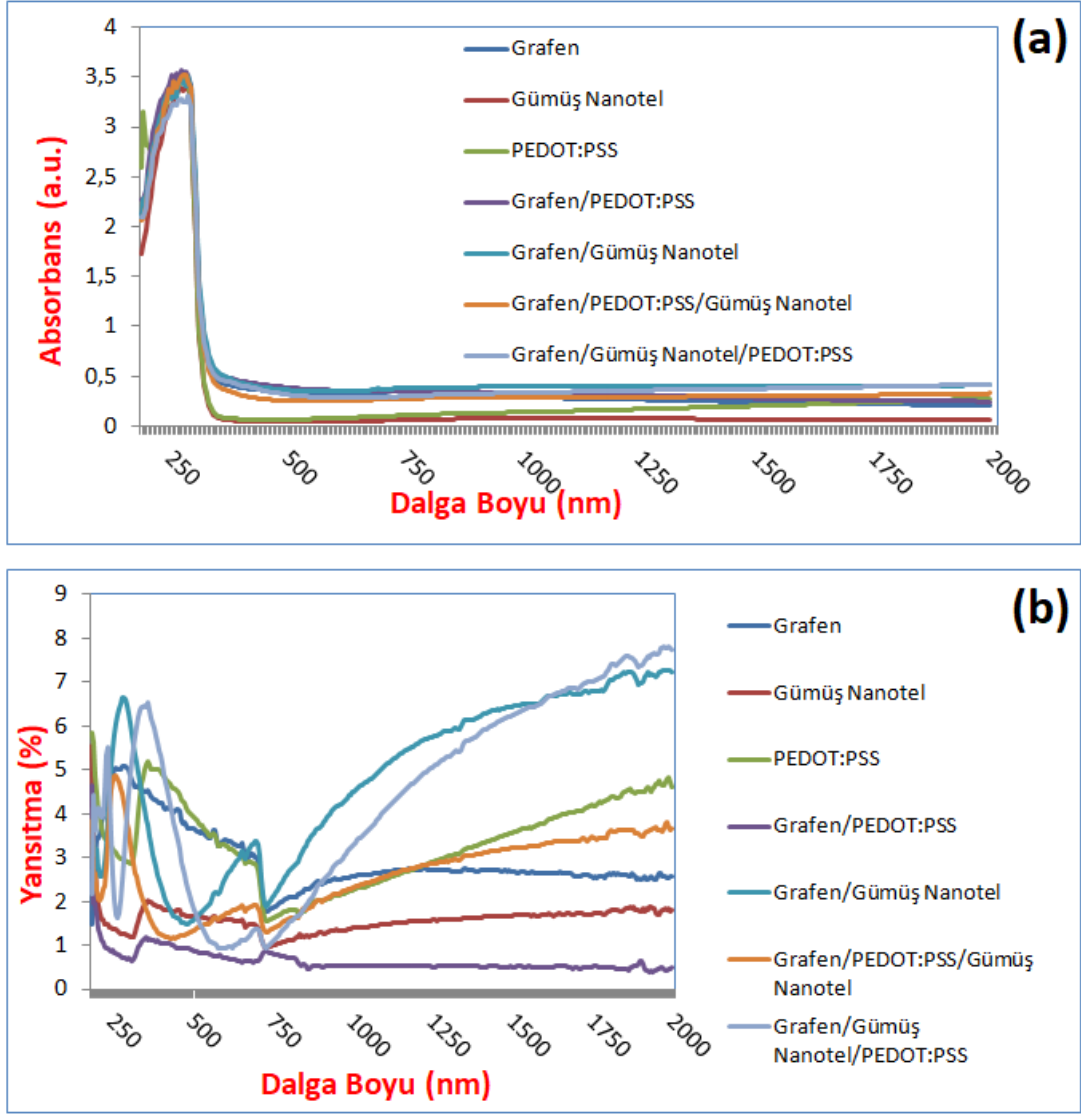 (a)
4
3,5
3
2,5
2
1,5
1
0,5
0
Absorbans (a.u.)
Grafen
Gümüş Nanotel
PEDOT:PSS
Grafen/PEDOT:PSS
Grafen/Gümüş Nanotel
Grafen/PEDOT:PSS/Gümüş Nanotel
Grafen/Gümüş Nanotel/PEDOT:PSS
250 500 750 1000 1250 1500 1750 2000
Dalga Boyu (nm)
(b)
9
8
7
6
5
4
3
2
1
0
Yansıtma (%)
250 500 750 1000 1250 1500 1750 2000
Dalga Boyu (nm)
Grafen
Gümüş Nanotel
PEDOT:PSS
Grafen/PEDOT:PSS
Grafen/Gümüş Nanotel
Grafen/PEDOT:PSS/Gümüş
Nanotel
Grafen/Gümüş
Nanotel/PEDOT:PSS